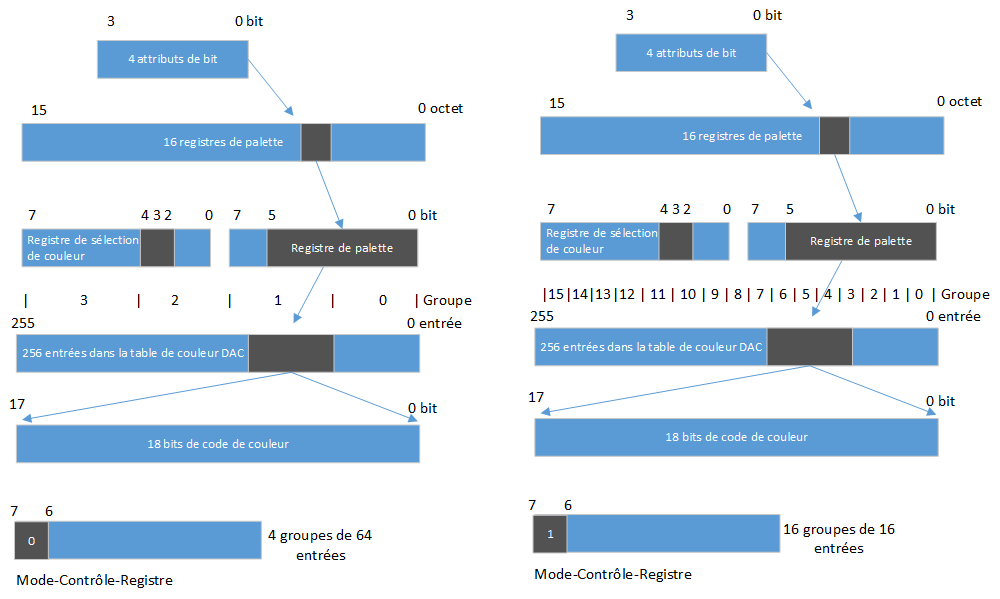 3 0 bit
4 attributs de bit
15 0 octet
16 registres de palette
7 4 3 2 0 7 5 0 bit
Registre de sélection
de couleur
Registre de palette
| 3 | 2 | 1 | 0 | Groupe
255 0 entrée
256 entrées dans la table de couleur DAC
17 0 bit
18 bits de code de couleur
7 6
0
4 groupes de 64
entrées
Mode-Contrôle-Registre
3 0 bit
4 attributs de bit
15 0 octet
16 registres de palette
7 4 3 2 0 7 5 0 bit
Registre de sélection
de couleur
Registre de palette
|15|14|13|12 | 11 | 10 | 9 | 8 | 7 | 6 | 5 | 4 | 3 | 2 | 1 | 0 | Groupe
255 0 entrée
256 entrées dans la table de couleur DAC
17 0 bit
18 bits de code de couleur
7 6
1
16 groupes de 16
entrées
Mode-Contrôle-Registre